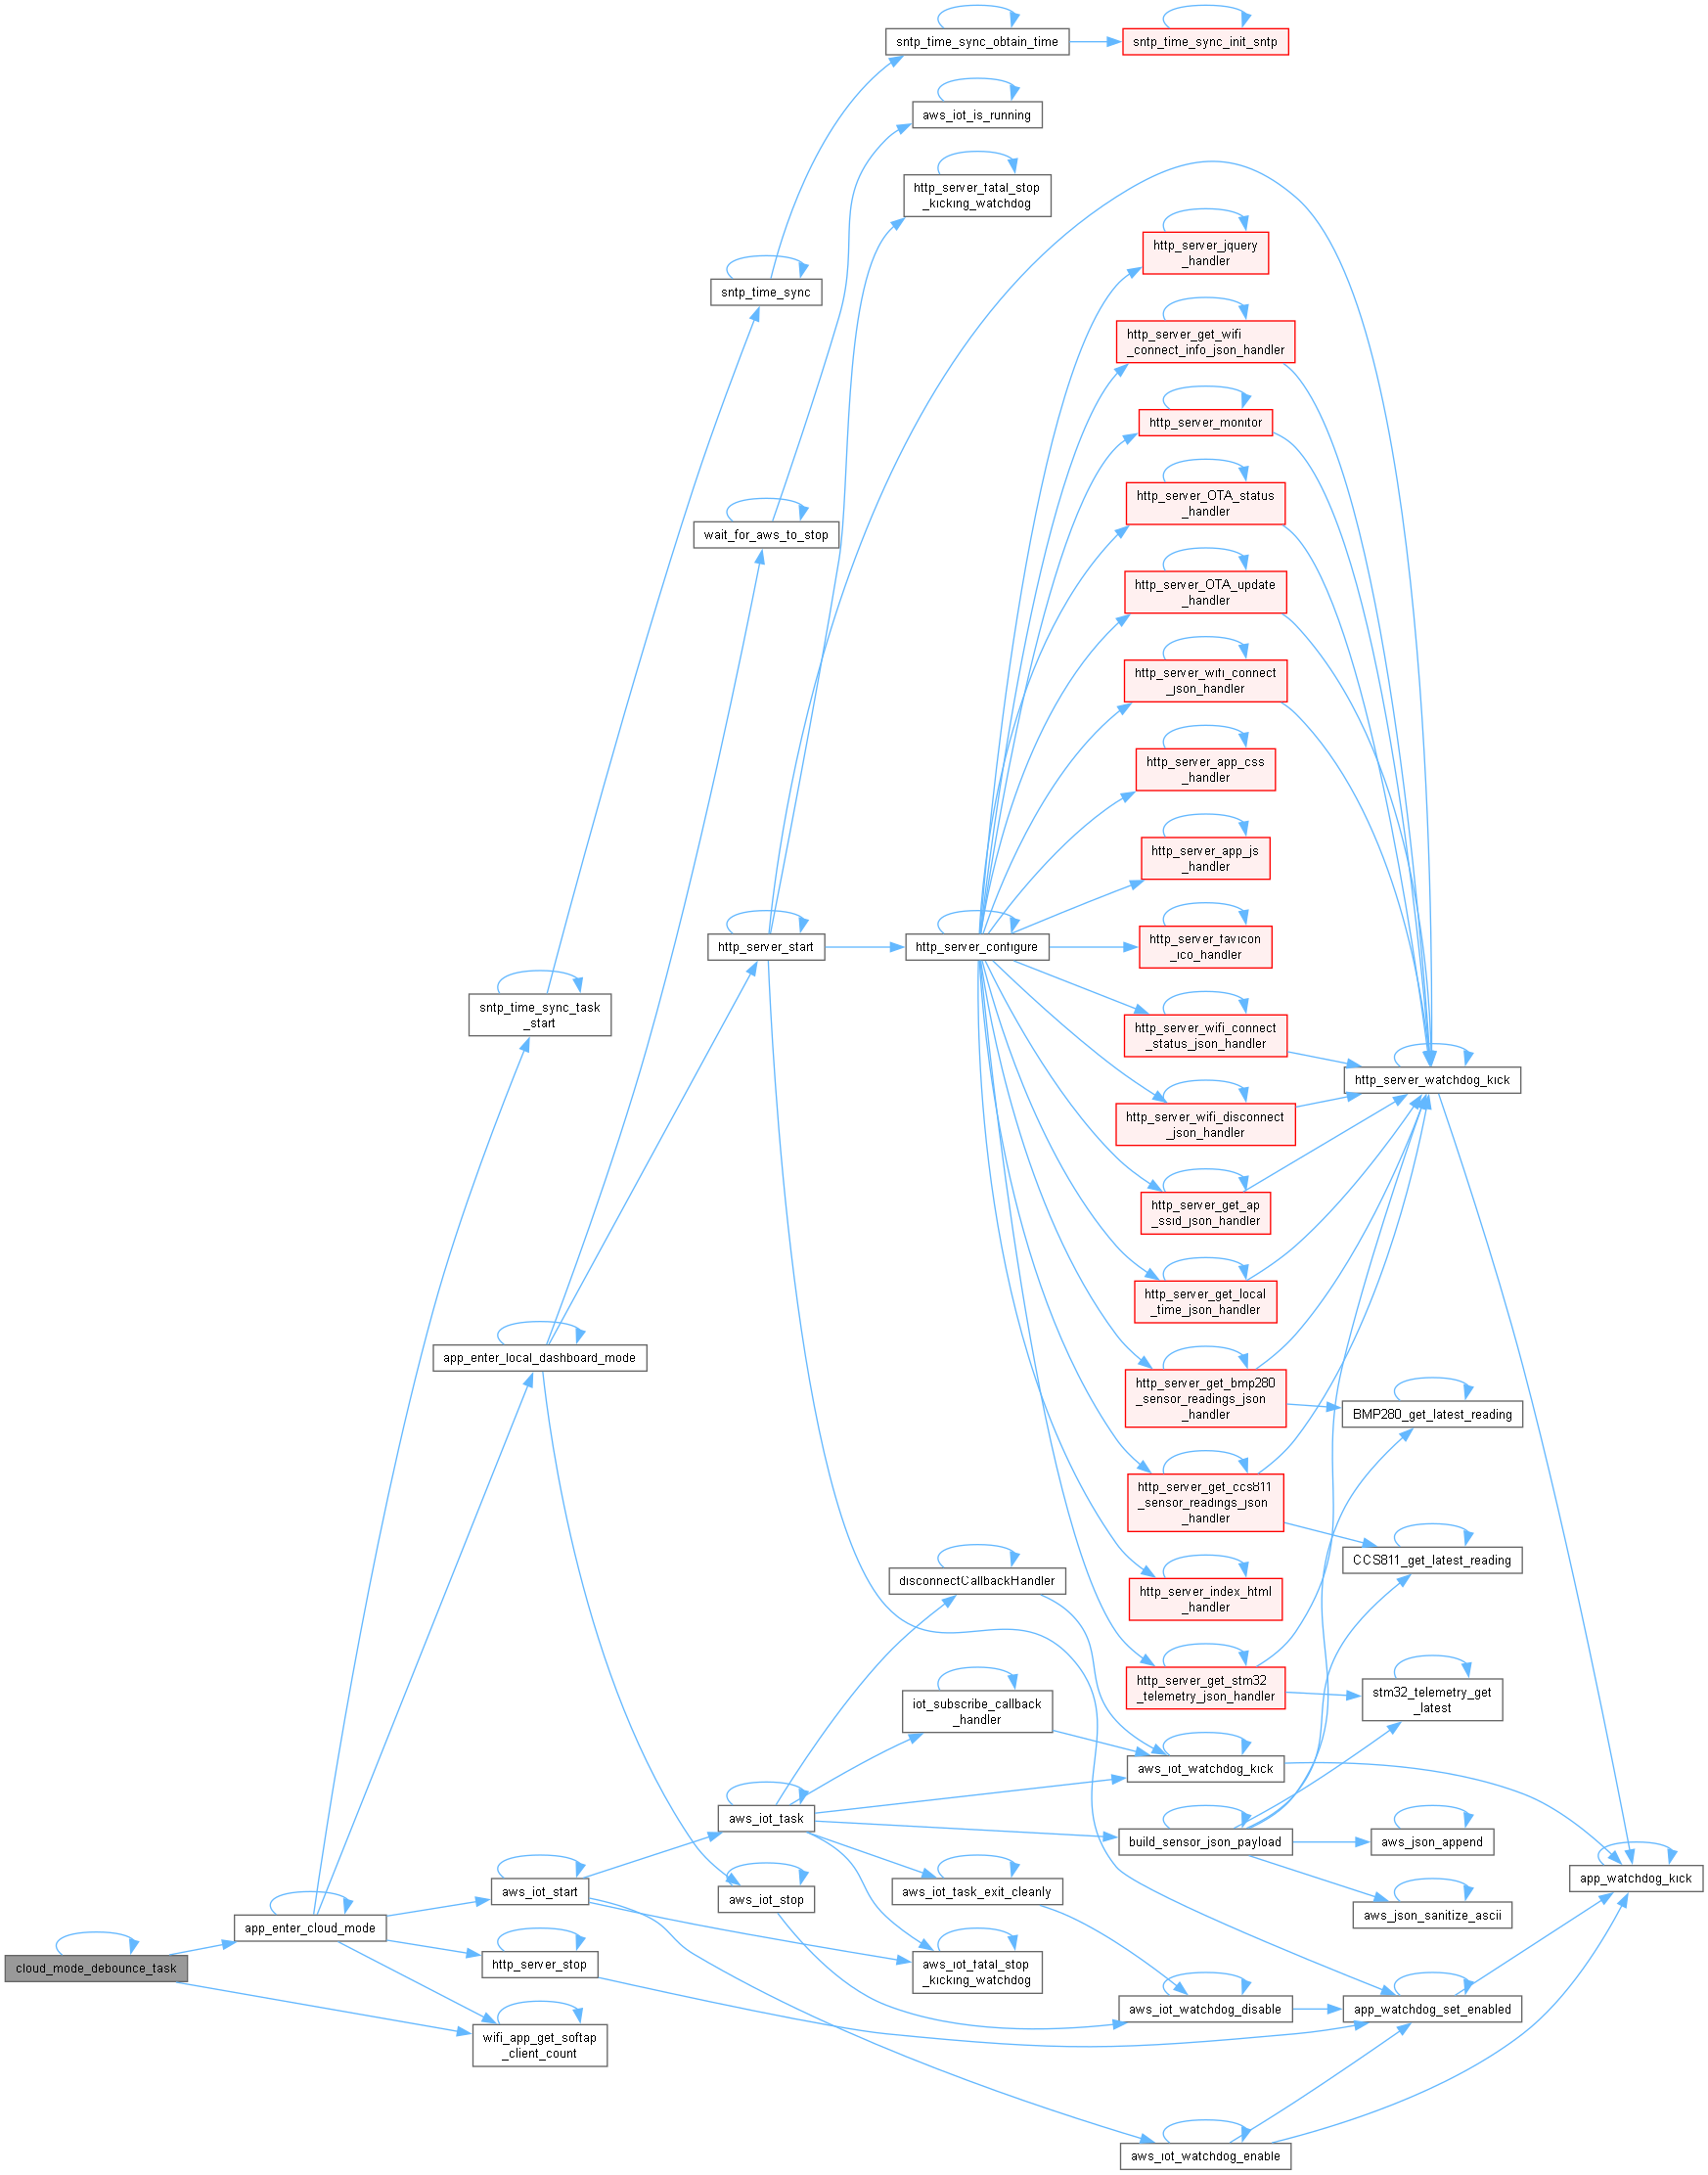 sntp_time_sync_obtain_time
sntp_time_sync_init_sntp
aws_iot_is_running
http_server_fatal_stop
_kicking_watchdog
http_server_jquery
_handler
sntp_time_sync
http_server_get_wifi
_connect_info_json_handler
http_server_monitor
http_server_OTA_status
_handler
wait_for_aws_to_stop
http_server_OTA_update
_handler
http_server_wifi_connect
_json_handler
http_server_app_css
_handler
http_server_app_js
_handler
http_server_start
http_server_configure
http_server_favicon
_ico_handler
sntp_time_sync_task
_start
http_server_wifi_connect
_status_json_handler
http_server_watchdog_kick
http_server_wifi_disconnect
_json_handler
http_server_get_ap
_ssid_json_handler
http_server_get_local
_time_json_handler
app_enter_local_dashboard_mode
http_server_get_bmp280
_sensor_readings_json
_handler
BMP280_get_latest_reading
http_server_get_ccs811
_sensor_readings_json
_handler
CCS811_get_latest_reading
disconnectCallbackHandler
http_server_index_html
_handler
http_server_get_stm32
_telemetry_json_handler
stm32_telemetry_get
_latest
iot_subscribe_callback
_handler
aws_iot_watchdog_kick
aws_iot_task
build_sensor_json_payload
aws_json_append
app_watchdog_kick
aws_iot_start
aws_iot_stop
aws_iot_task_exit_cleanly
aws_json_sanitize_ascii
app_enter_cloud_mode
cloud_mode_debounce_task
http_server_stop
aws_iot_fatal_stop
_kicking_watchdog
aws_iot_watchdog_disable
app_watchdog_set_enabled
wifi_app_get_softap
_client_count
aws_iot_watchdog_enable